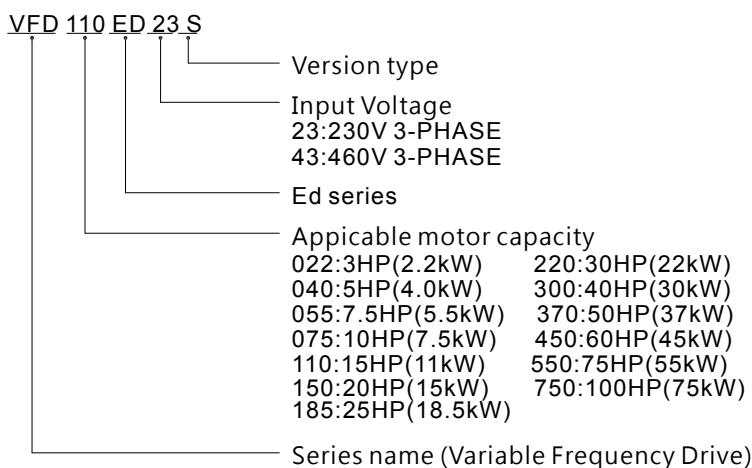 VFD 110 ED 23 S
Version type
Input Voltage
23:230V 3-PHASE
43:460V 3-PHASE
Ed series
Appicable motor capacity
022:3HP(2.2kW) 220:30HP(22kW)
040:5HP(4.0kW) 300:40HP(30kW)
055:7.5HP(5.5kW) 370:50HP(37kW)
075:10HP(7.5kW) 450:60HP(45kW)
110:15HP(11kW) 550:75HP(55kW)
150:20HP(15kW) 750:100HP(75kW)
185:25HP(18.5kW)
Series name (Variable Frequency Drive)